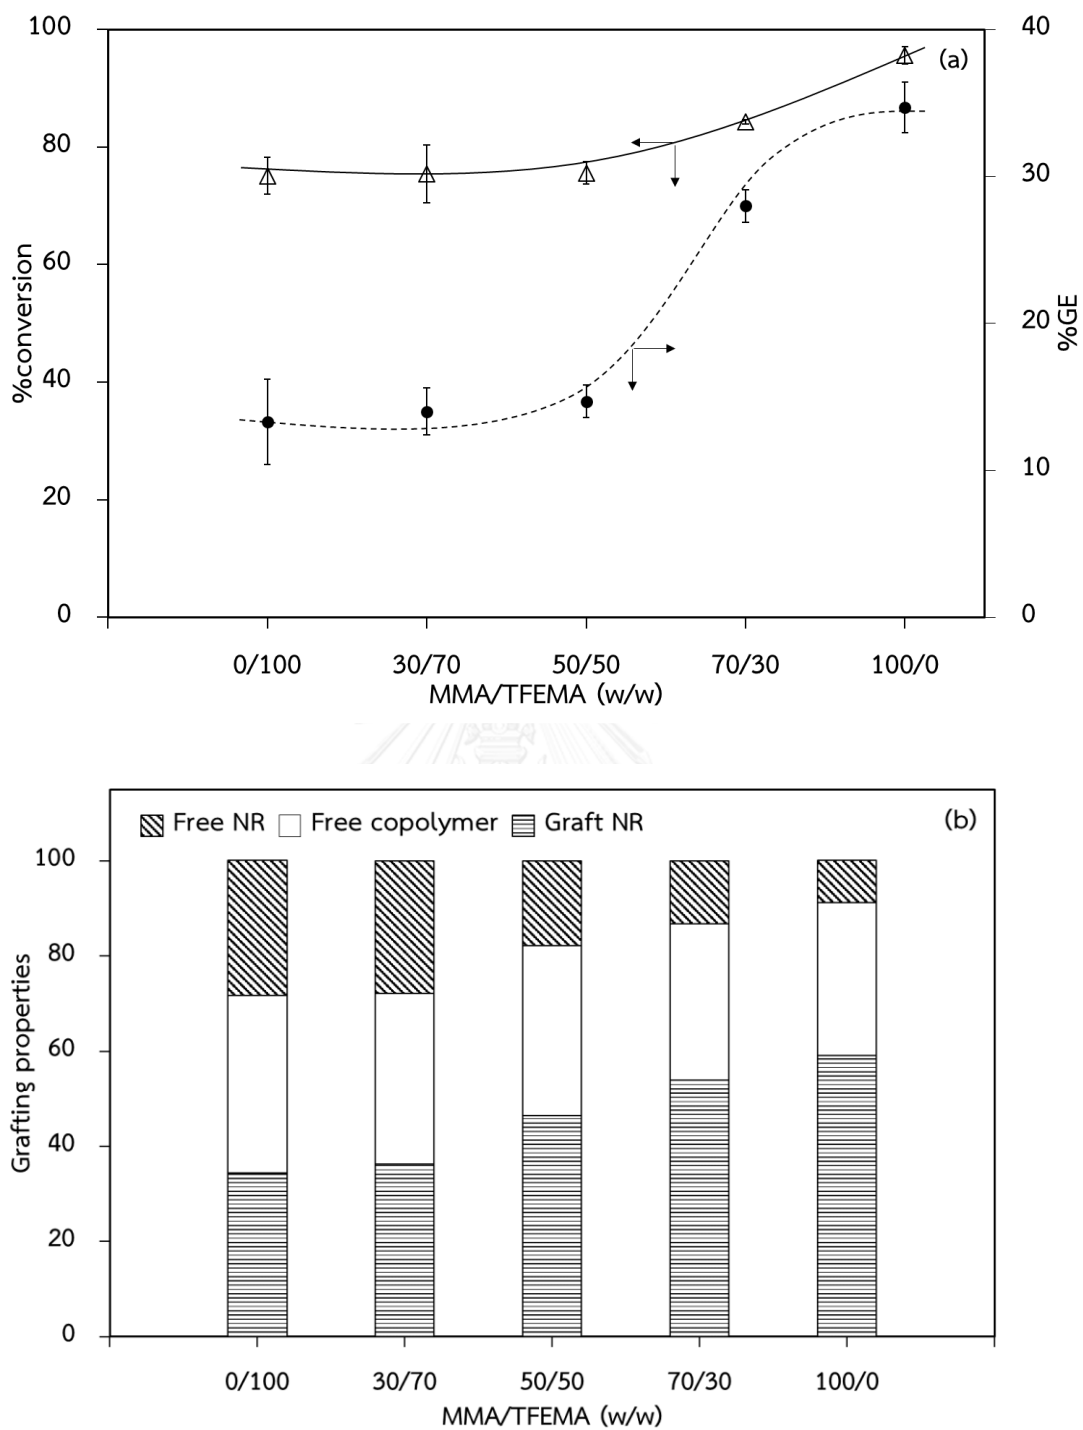 100
80
60
40
20
0
%conversion
40
30
20
10
0
%GE
(a)
0/100 30/70 50/50 70/30 100/0
MMA/TFEMA (w/w)
Free NR Free copolymer Graft NR
(b)
100
80
60
40
20
0
Grafting properties
0/100 30/70 50/50 70/30 100/0
MMA/TFEMA (w/w)